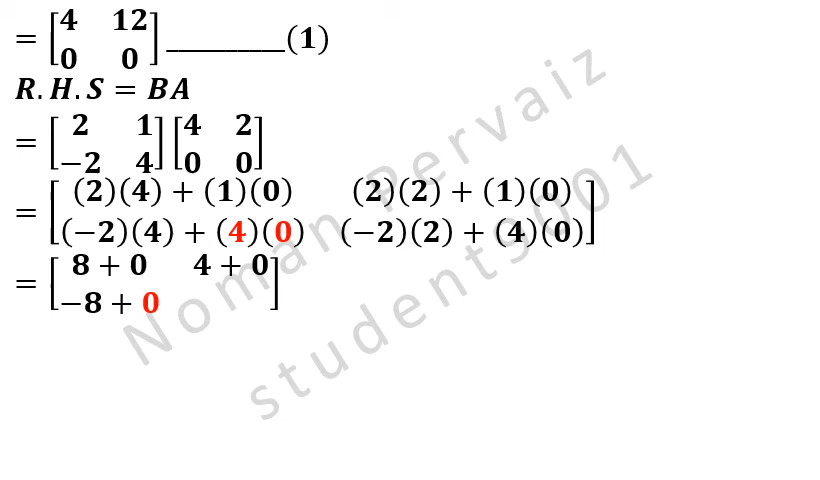 = [4 12
0 0] ________(1)
R.H.S = BA
= [2 1
-2 4] [4 2
0 0]
= [(2)(4) + (1)(0) (2)(2) + (1)(0)
(-2)(4) + (4)(0) (-2)(2) + (4)(0)]
= [8 + 0 4 + 0
-8 + 0]
Noman Pervaiz
student9001